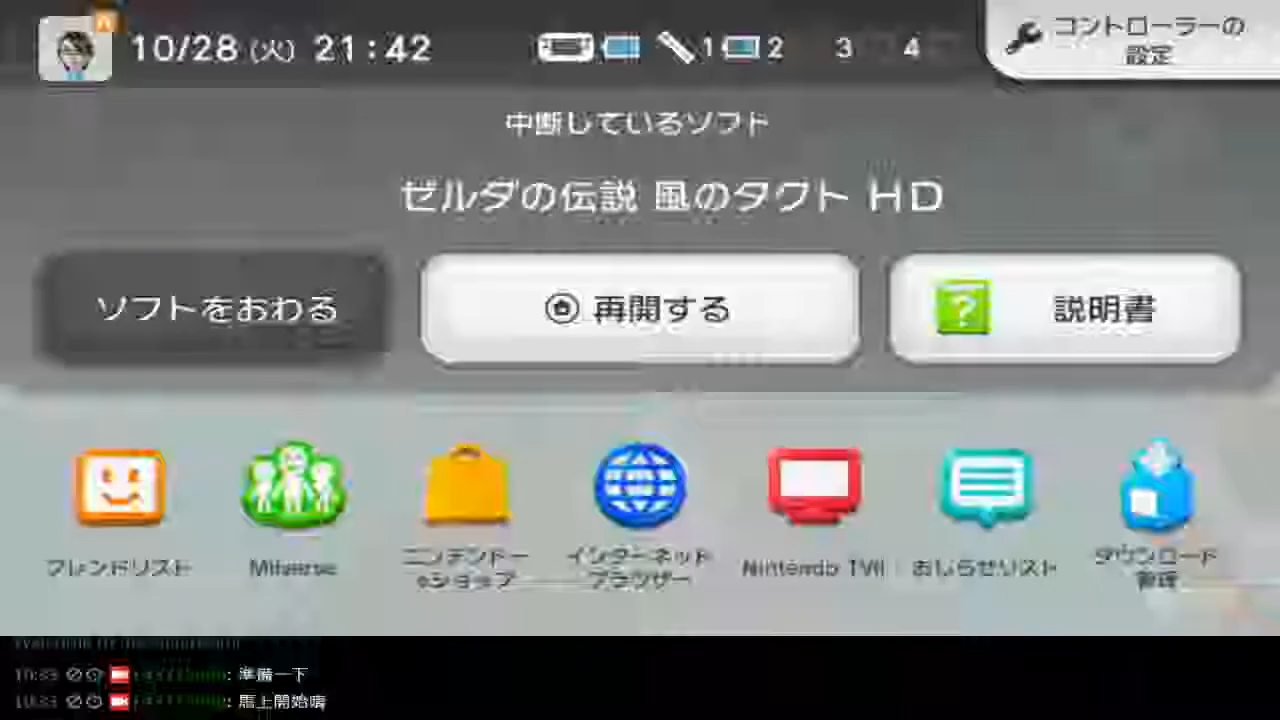 10/28 (火) 21:42
1 2 3 4
コントローラーの
設定
中断しているソフト
ゼルダの伝説 風のタクト HD
ソフトをおわる
再開する
? 説明書
フレンドリスト
Miiverse
ニンテンドー
eショップ
インターネット
ブラウザー
Nintendo TVii
おしらせリスト
ダウンロード
管理
: 準備一下
: 馬上開始嘍